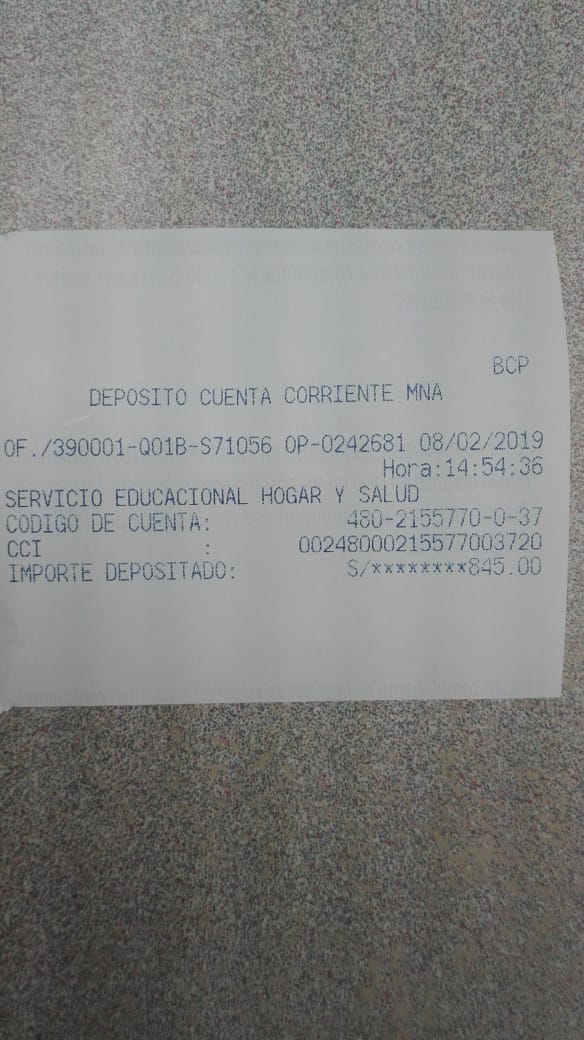 BCP
DEPOSITO CUENTA CORRIENTE MNA
OF./390001-Q01B-S71056 OP-0242681 08/02/2019
Hora:14:54:36
SERVICIO EDUCACIONAL HOGAR Y SALUD
CODIGO DE CUENTA: 480-2155770-0-37
CCI : 00248000215577003720
IMPORTE DEPOSITADO: S/********845.00